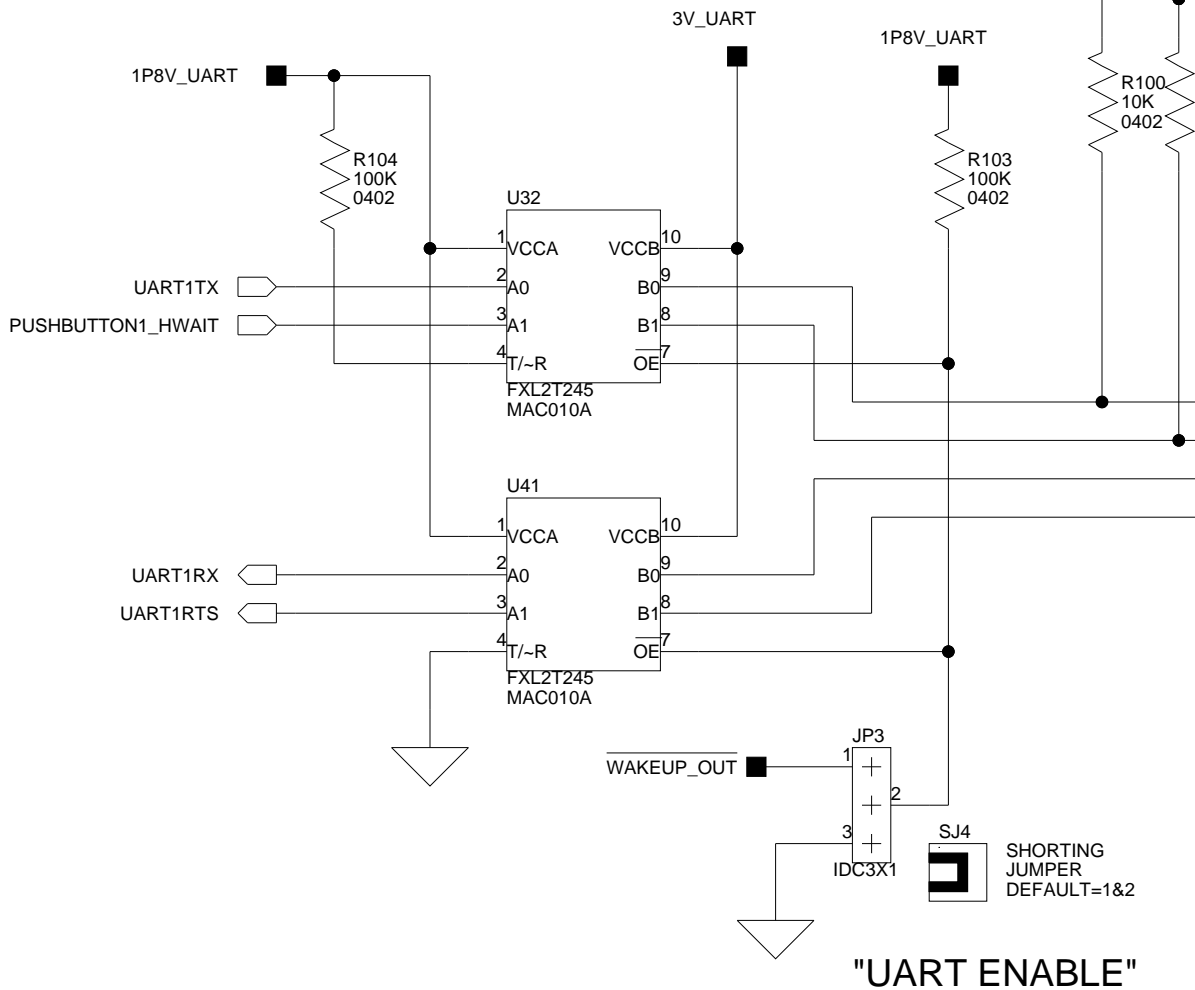 3V_UART
1P8V_UART
1P8V_UART
R100
10K
0402
R104
100K
0402
R103
100K
0402
U32
1 VCCA VCCB 10
UART1TX 2 A0 B0 9
PUSHBUTTON1_HWAIT 3 A1 B1 8
4 T/~R OE 7
FXL2T245
MAC010A
U41
1 VCCA VCCB 10
UART1RX 2 A0 B0 9
UART1RTS 3 A1 B1 8
4 T/~R OE 7
FXL2T245
MAC010A
JP3
WAKEUP_OUT 1
2
3
IDC3X1
SJ4
SHORTING
JUMPER
DEFAULT=1&2
"UART ENABLE"